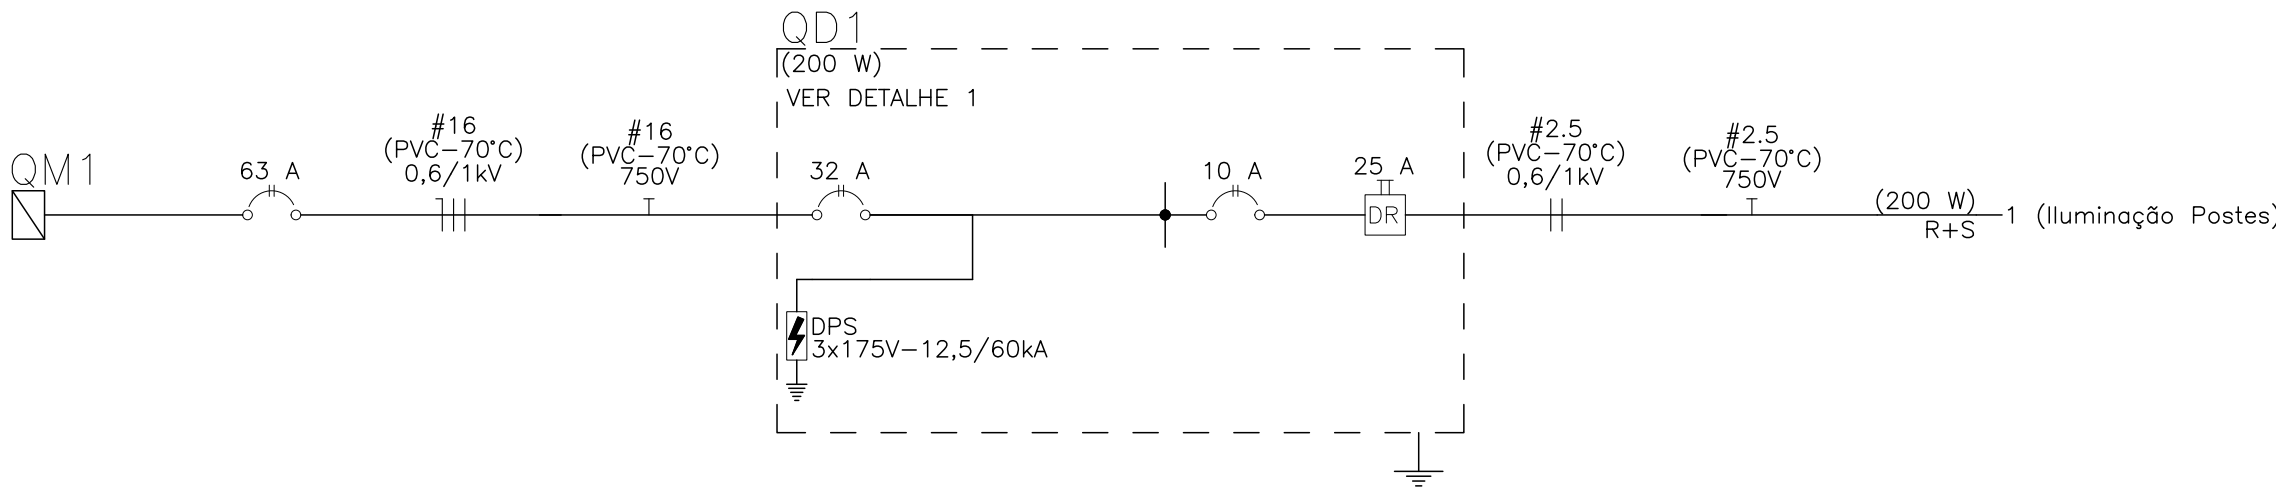 QM1
63 A
#16
(PVC-70°C)
0,6/1kV
#16
(PVC-70°C)
750V
QD1
(200 W)
VER DETALHE 1
32 A
DPS
3x175V-12,5/60kA
10 A
25 A
DR
#2.5
(PVC-70°C)
0,6/1kV
#2.5
(PVC-70°C)
750V
(200 W)
R+S
1 (Iluminação Postes)